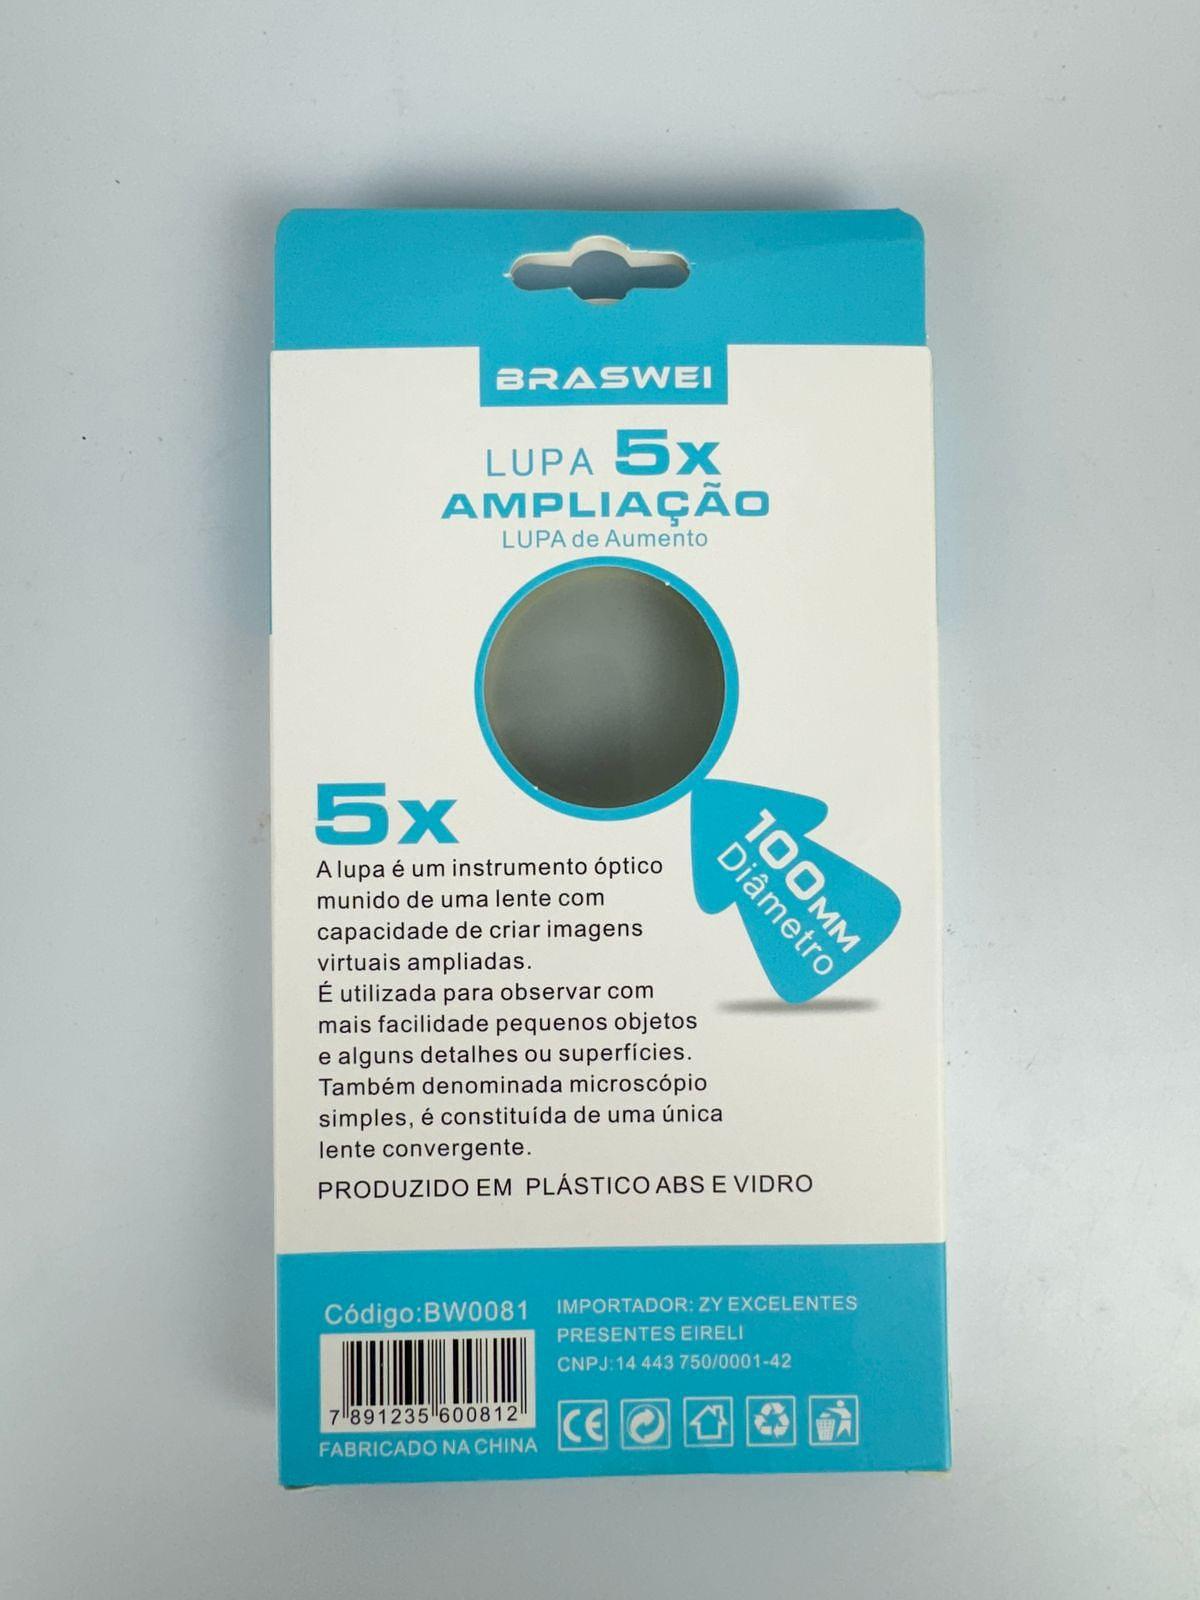 BRASWEI
LUPA 5x
AMPLIAÇÃO
LUPA de Aumento
100MM
Diâmetro
5x
A lupa é um instrumento óptico
munido de uma lente com
capacidade de criar imagens
virtuais ampliadas.
É utilizada para observar com
mais facilidade pequenos objetos
e alguns detalhes ou superfícies.
Também denominada microscópio
simples, é constituída de uma única
lente convergente.
PRODUZIDO EM PLÁSTICO ABS E VIDRO
Código:BW0081
7 891235 600812
FABRICADO NA CHINA
IMPORTADOR: ZY EXCELENTES
PRESENTES EIRELI
CNPJ:14 443 750/0001-42
CE